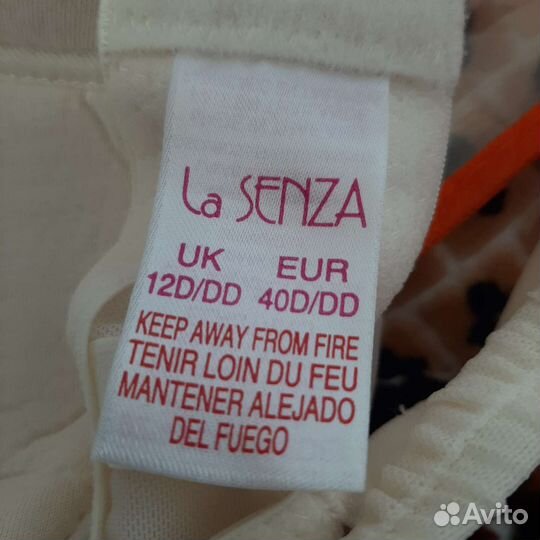 La SENZA
UK EUR
12D/DD 40D/DD
KEEP AWAY FROM FIRE
TENIR LOIN DU FEU
MANTENER ALEJADO
DEL FUEGO
Avito